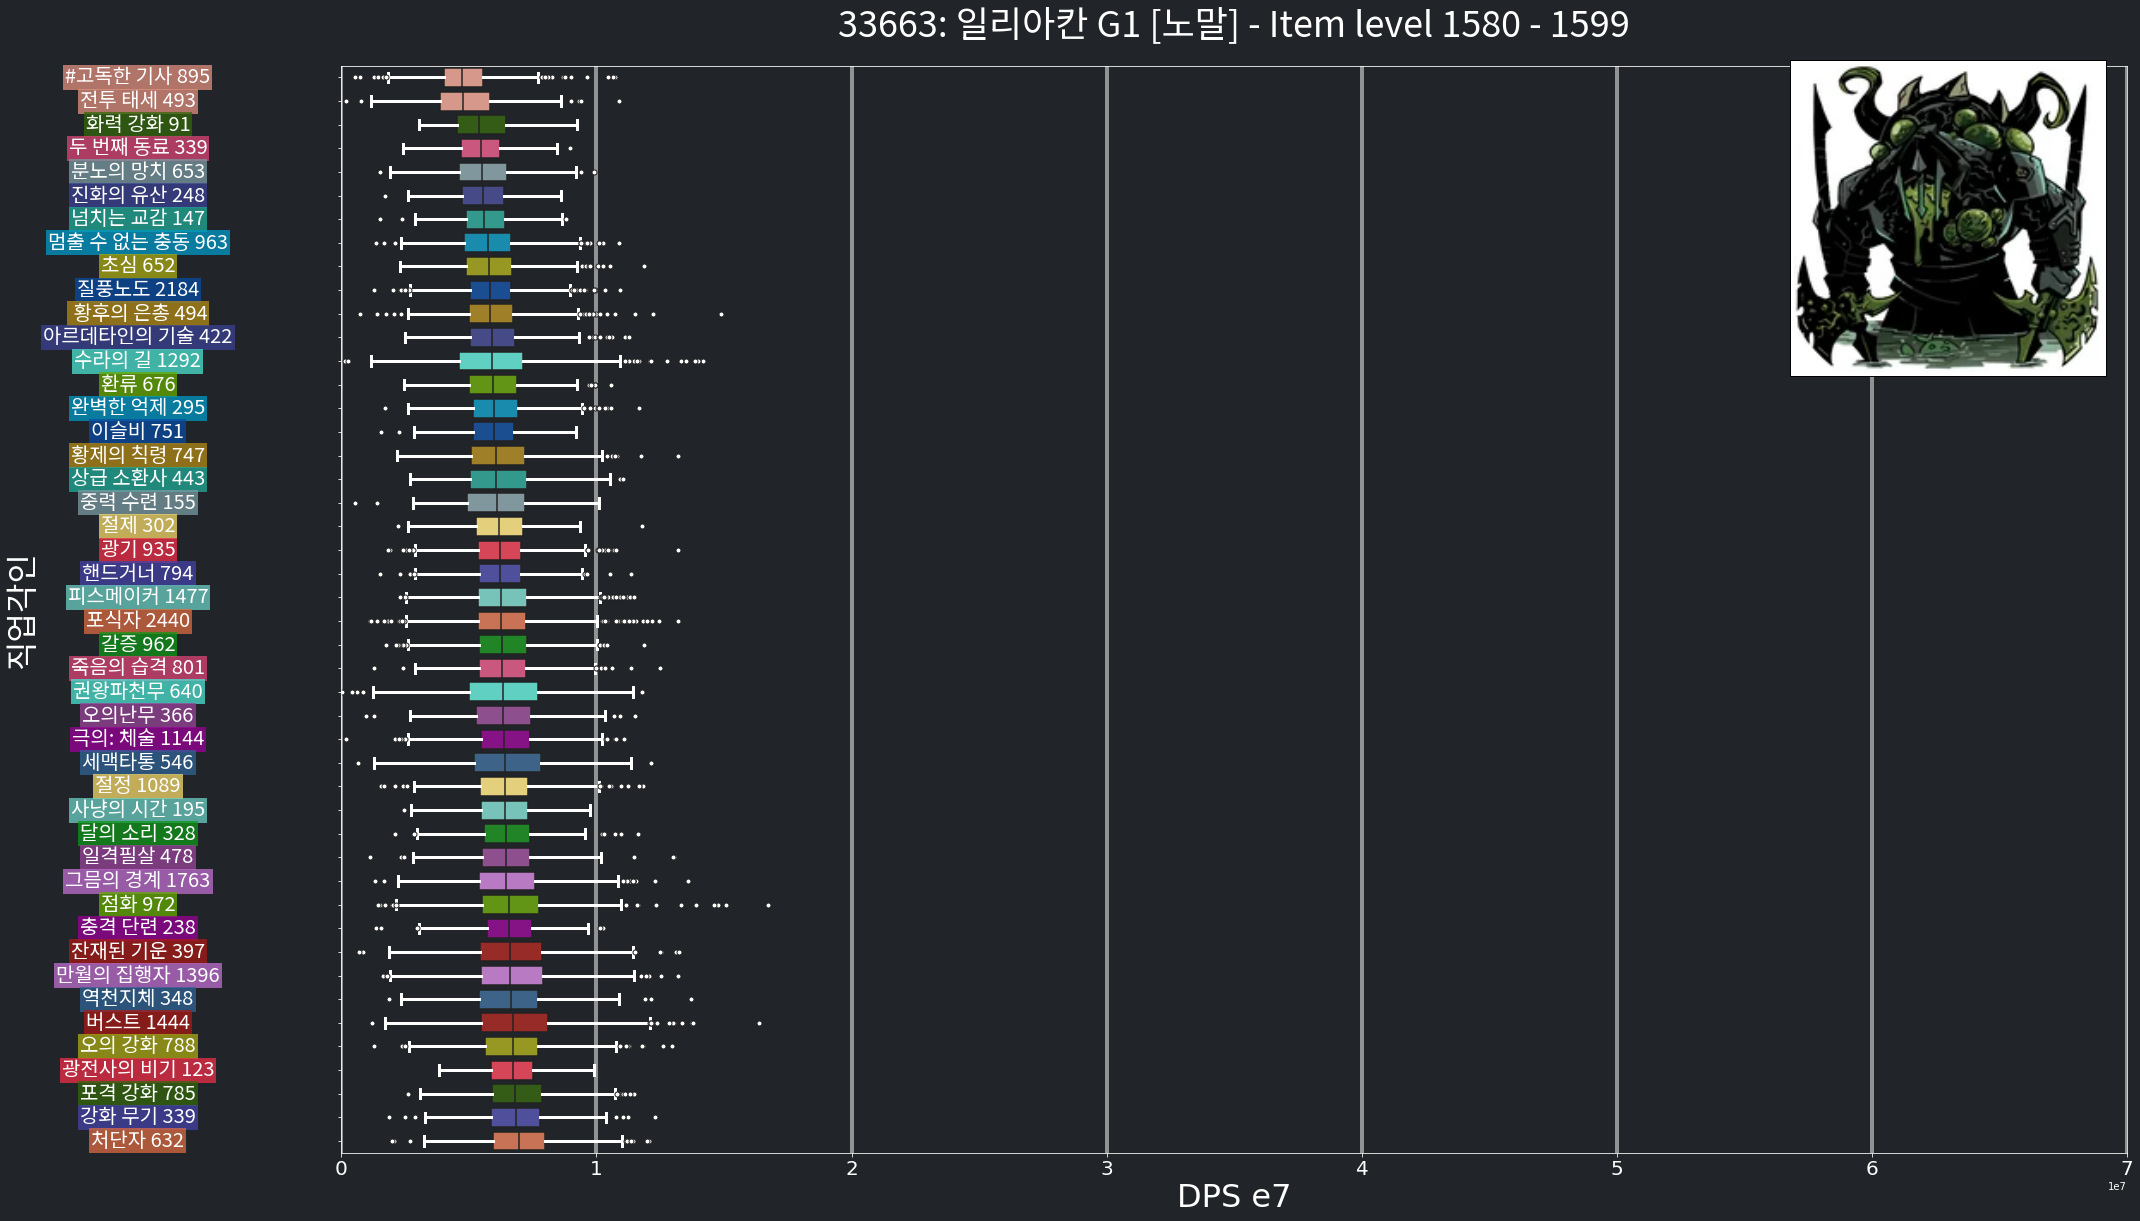 33663: 일리아칸 G1 [노말] - Item level 1580 - 1599
#고독한 기사 895
전투 태세 493
화력 강화 91
두 번째 동료 339
분노의 망치 653
진화의 유산 248
넘치는 교감 147
멈출 수 없는 충동 963
초심 652
질풍노도 2184
황후의 은총 494
아르데타인의 기술 422
수라의 길 1292
환류 676
완벽한 억제 295
이슬비 751
황제의 칙령 747
상급 소환사 443
중력 수련 155
절제 302
광기 935
핸드거너 794
피스메이커 1477
포식자 2440
갈증 962
죽음의 습격 801
권왕파천무 640
오의난무 366
극의: 체술 1144
세맥타통 546
절정 1089
사냥의 시간 195
달의 소리 328
일격필살 478
그믐의 경계 1763
점화 972
충격 단련 238
잔재된 기운 397
만월의 집행자 1396
역천지체 348
버스트 1444
오의 강화 788
광전사의 비기 123
포격 강화 785
강화 무기 339
처단자 632
직업각인
0 1 2 3 4 5 6 7
1e7
DPS e7